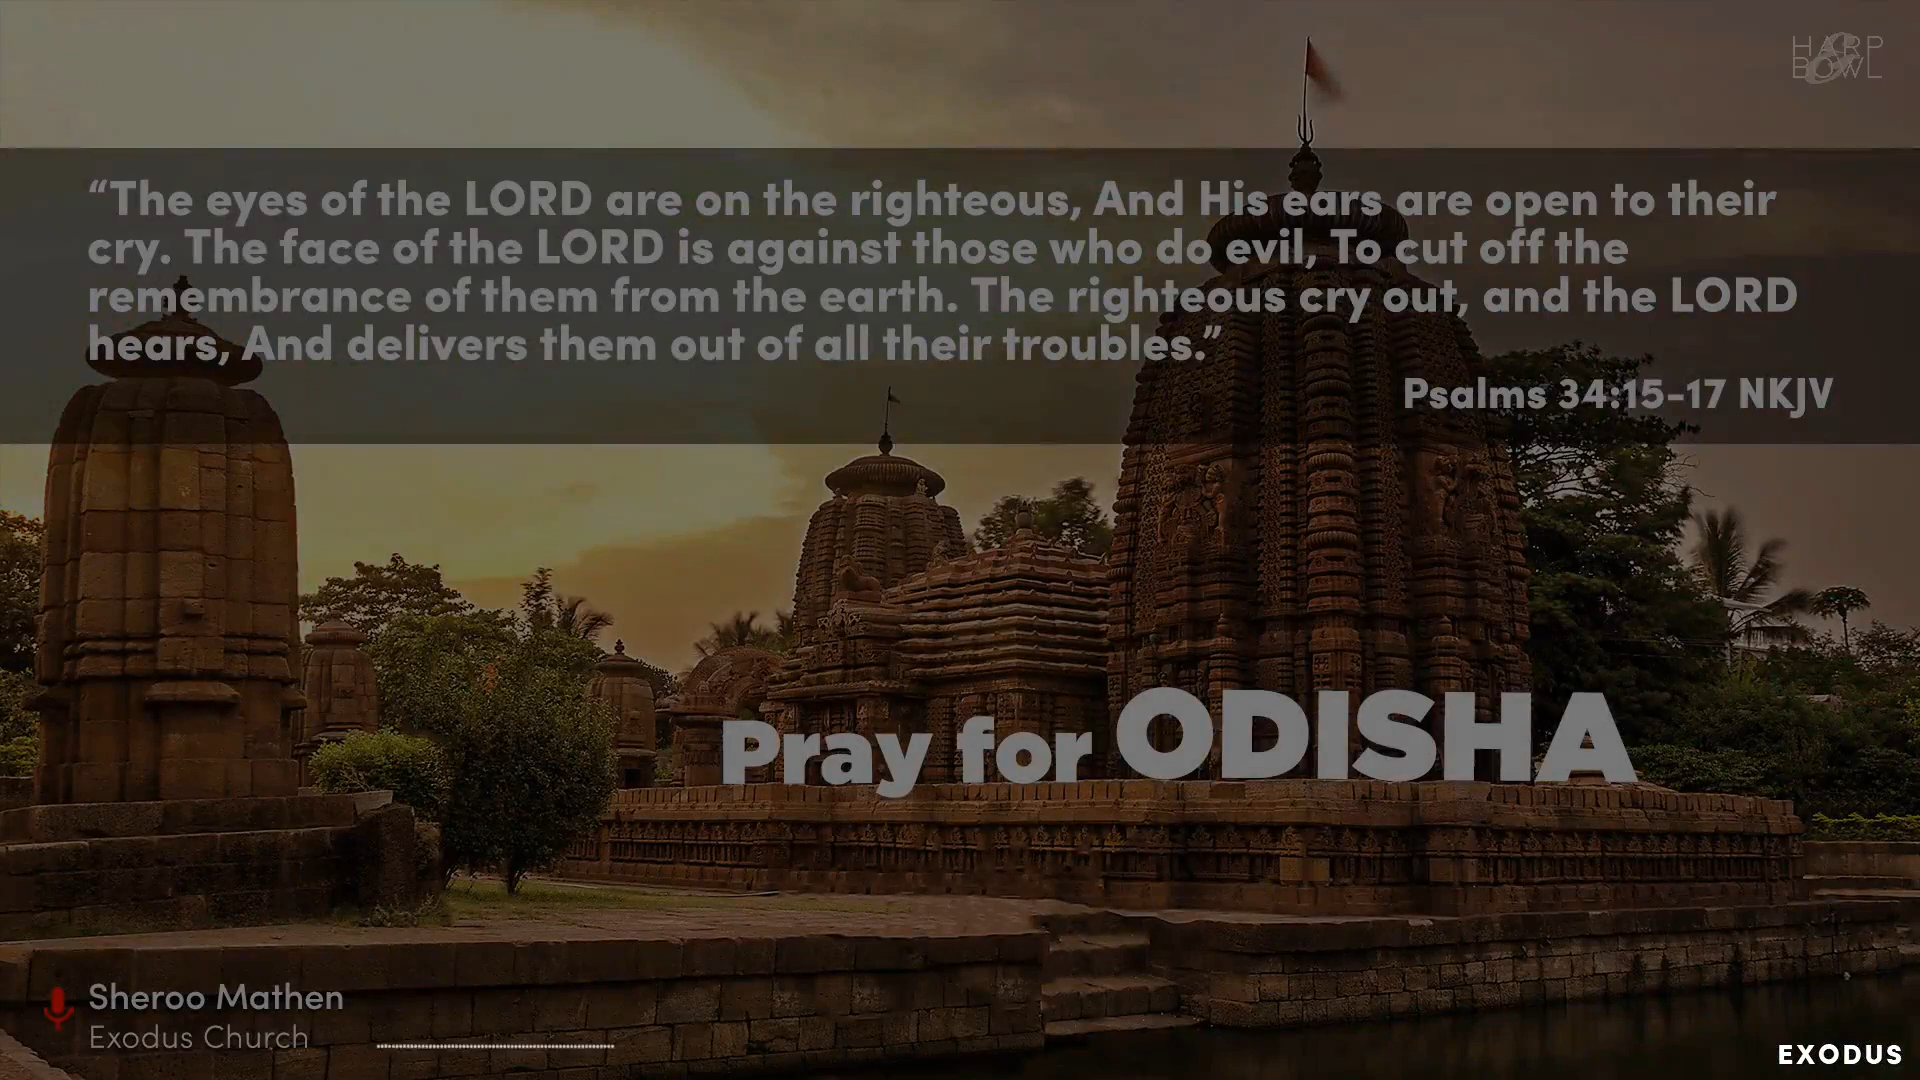 HARP
&
BOWL
“The eyes of the LORD are on the righteous, And His ears are open to their
cry. The face of the LORD is against those who do evil, To cut off the
remembrance of them from the earth. The righteous cry out, and the LORD
hears, And delivers them out of all their troubles.”
Psalms 34:15-17 NKJV
Pray for ODISHA
Sheroo Mathen
Exodus Church
EXODUS